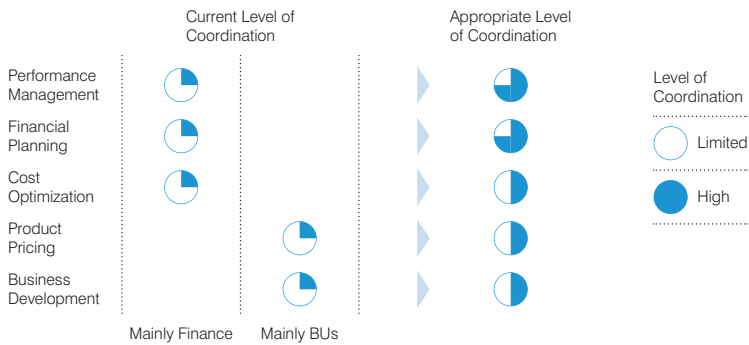 Current Level of
Coordination
Appropriate Level
of Coordination
Performance
Management
Financial
Planning
Cost
Optimization
Product
Pricing
Business
Development
Mainly Finance
Mainly BUs
Level of
Coordination
Limited
High